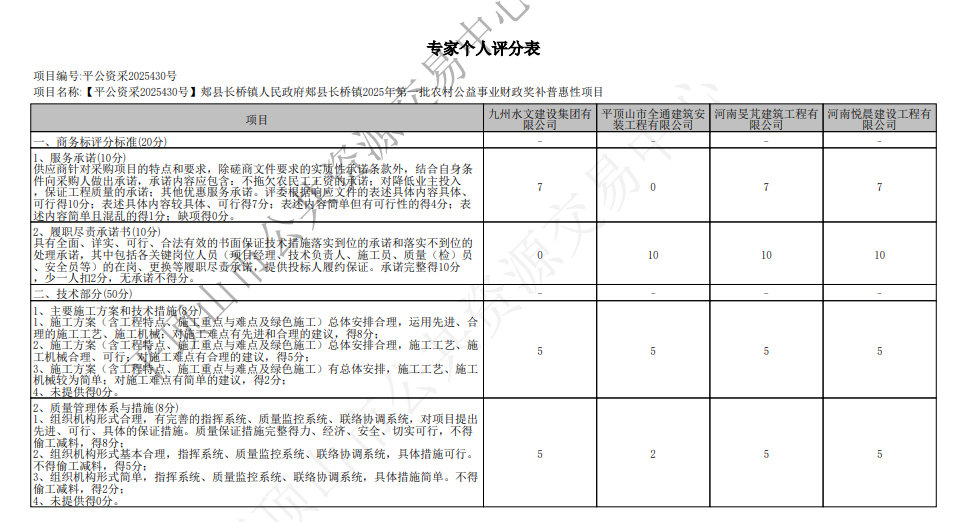 专家个人评分表
项目编号:平公资采2025430号
项目名称:【平公资采2025430号】郏县长桥镇人民政府郏县长桥镇2025年第一批农村公益事业财政奖补普惠性项目
项目
九州水文建设集团有
限公司
平顶山市全通建筑安
装工程有限公司
河南旻芃建筑工程有
限公司
河南悦晨建设工程有
限公司
一、商务标评分标准(20分)
- - - -
1、服务承诺(10分)
供应商针对采购项目的特点和要求，除磋商文件要求的实质性承诺条款外，结合自身条
件向采购人做出承诺，承诺内容应包含：不拖欠农民工工资的承诺；对降低业主投入
，保证工程质量的承诺；其他优惠服务承诺。评委根据响应文件的表述具体内容具体、
可行得10分；表述具体内容较具体、可行得7分；表述内容简单但有可行性的得4分；表
述内容简单且混乱的得1分；缺项得0分。
7 0 7 7
2、履职尽责承诺书(10分)
具有全面、详实、可行、合法有效的书面保证技术措施落实到位的承诺和落实不到位的
处理承诺，其中包括各关键岗位人员（项目经理、技术负责人、施工员、质量（检）员
、安全员等）的在岗、更换等履职尽责承诺，提供投标人履约保证。承诺完整得10分
，少一人扣2分，无承诺不得分。
0 10 10 10
二、技术部分(50分)
- - - -
1、主要施工方案和技术措施(8分)
1、施工方案（含工程特点、施工重点与难点及绿色施工）总体安排合理，运用先进、合
理的施工工艺、施工机械；对施工难点有先进和合理的建议，得8分；
2、施工方案（含工程特点、施工重点与难点及绿色施工）总体安排合理，施工工艺、施
工机械合理、可行；对施工难点有合理的建议，得5分；
3、施工方案（含工程特点、施工重点与难点及绿色施工）有总体安排，施工工艺、施工
机械较为简单；对施工难点有简单的建议，得2分；
4、未提供得0分。
5 5 5 5
2、质量管理体系与措施(8分)
1、组织机构形式合理，有完善的指挥系统、质量监控系统、联络协调系统，对项目提出
先进、可行、具体的保证措施。质量保证措施完整得力、经济、安全、切实可行，不得
偷工减料，得8分；
2、组织机构形式基本合理，指挥系统、质量监控系统、联络协调系统，具体措施可行。
不得偷工减料，得5分；
3、组织机构形式简单，指挥系统、质量监控系统、联络协调系统，具体措施简单。不得
偷工减料，得2分；
4、未提供得0分。
5 2 5 5
平顶山市公共资源交易中心
顶山市公共资源交易中心